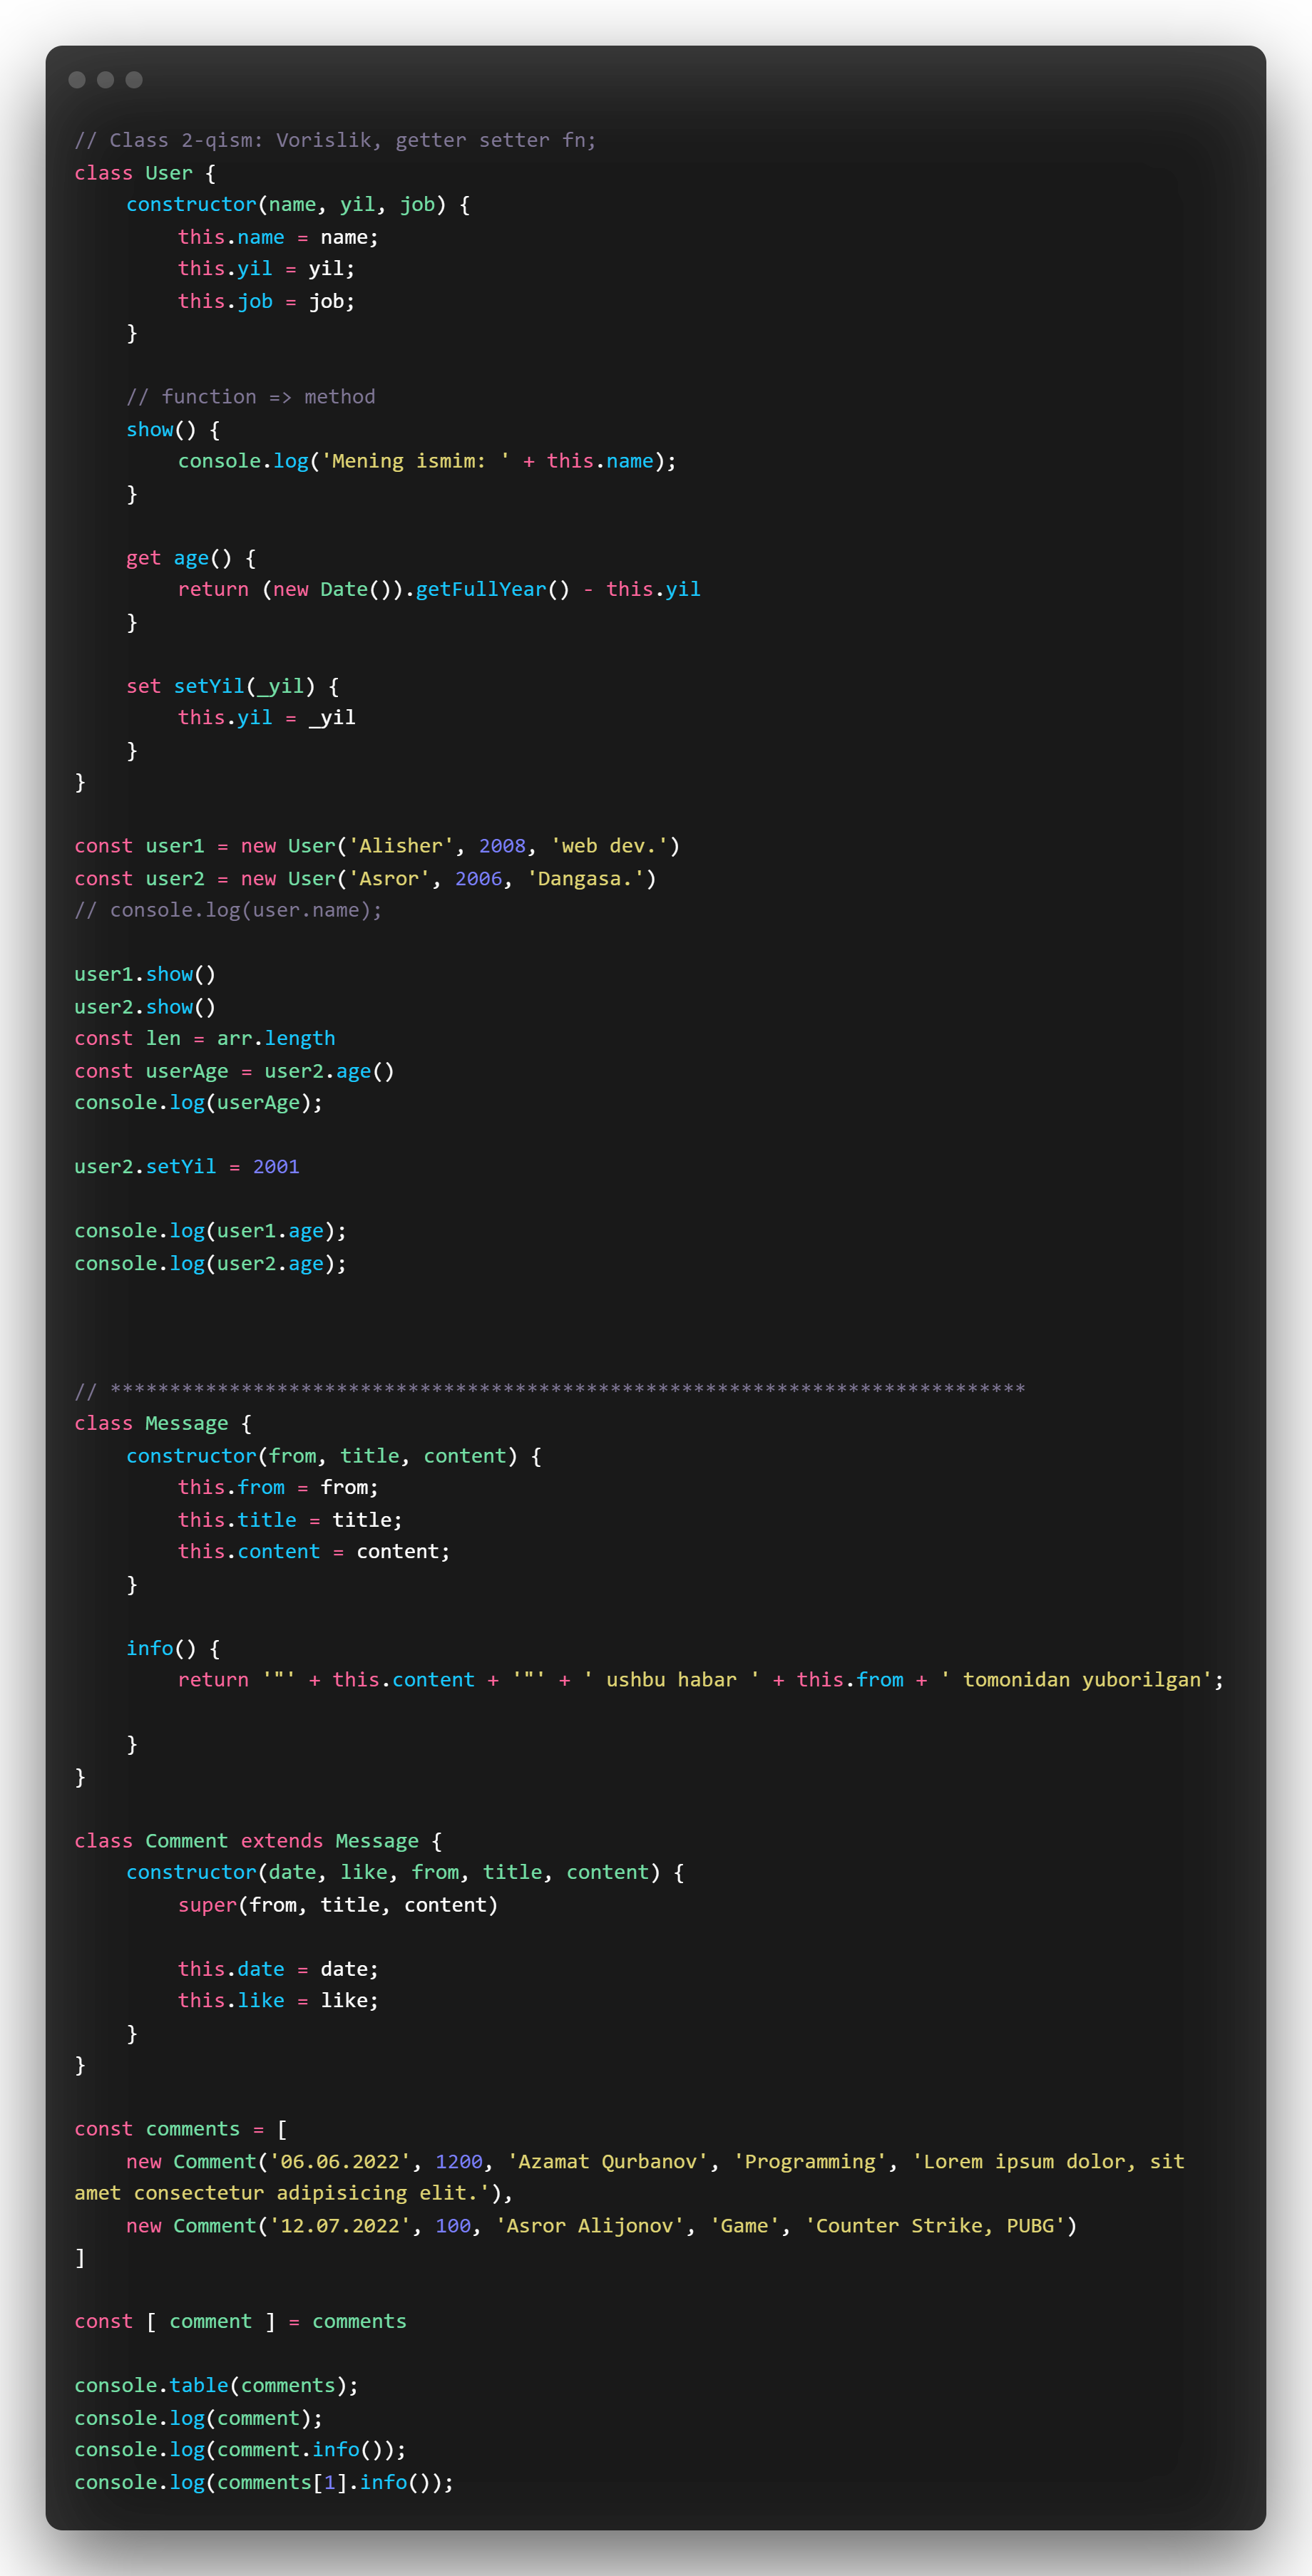 // Class 2-qism: Vorislik, getter setter fn;
class User {
constructor(name, yil, job) {
this.name = name;
this.yil = yil;
this.job = job;
}
// function => method
show() {
console.log('Mening ismim: ' + this.name);
}
get age() {
return (new Date()).getFullYear() - this.yil
}
set setYil(_yil) {
this.yil = _yil
}
}
const user1 = new User('Alisher', 2008, 'web dev.')
const user2 = new User('Asror', 2006, 'Dangasa.')
// console.log(user.name);
user1.show()
user2.show()
const len = arr.length
const userAge = user2.age()
console.log(userAge);
user2.setYil = 2001
console.log(user1.age);
console.log(user2.age);
// *****************************************************************************
class Message {
constructor(from, title, content) {
this.from = from;
this.title = title;
this.content = content;
}
info() {
return '"' + this.content + '"' + ' ushbu habar ' + this.from + ' tomonidan yuborilgan';
}
}
class Comment extends Message {
constructor(date, like, from, title, content) {
super(from, title, content)
this.date = date;
this.like = like;
}
}
const comments = [
new Comment('06.06.2022', 1200, 'Azamat Qurbanov', 'Programming', 'Lorem ipsum dolor, sit
amet consectetur adipisicing elit.'),
new Comment('12.07.2022', 100, 'Asror Alijonov', 'Game', 'Counter Strike, PUBG')
]
const [ comment ] = comments
console.table(comments);
console.log(comment);
console.log(comment.info());
console.log(comments[1].info());